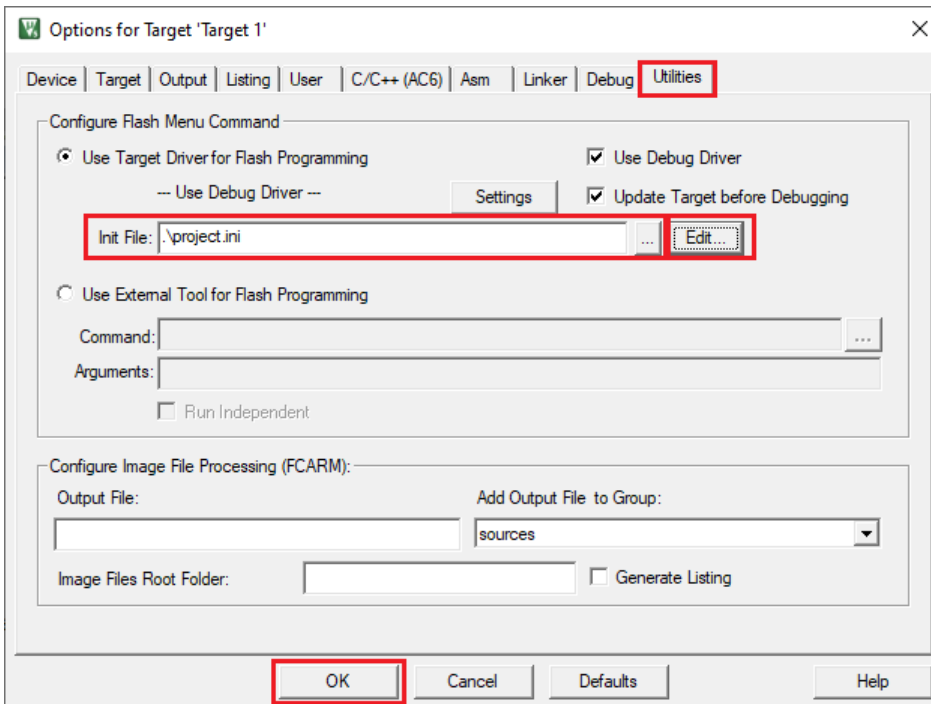 Options for Target 'Target 1'
Device Target Output Listing User C/C++ (AC6) Asm Linker Debug Utilities
Configure Flash Menu Command
Use Target Driver for Flash Programming Use Debug Driver
--- Use Debug Driver --- Settings Update Target before Debugging
Init File: .\project.ini ... Edit...
Use External Tool for Flash Programming
Command: ...
Arguments:
Run Independent
Configure Image File Processing (FCARM):
Output File: Add Output File to Group:
sources
Image Files Root Folder: Generate Listing
OK Cancel Defaults Help